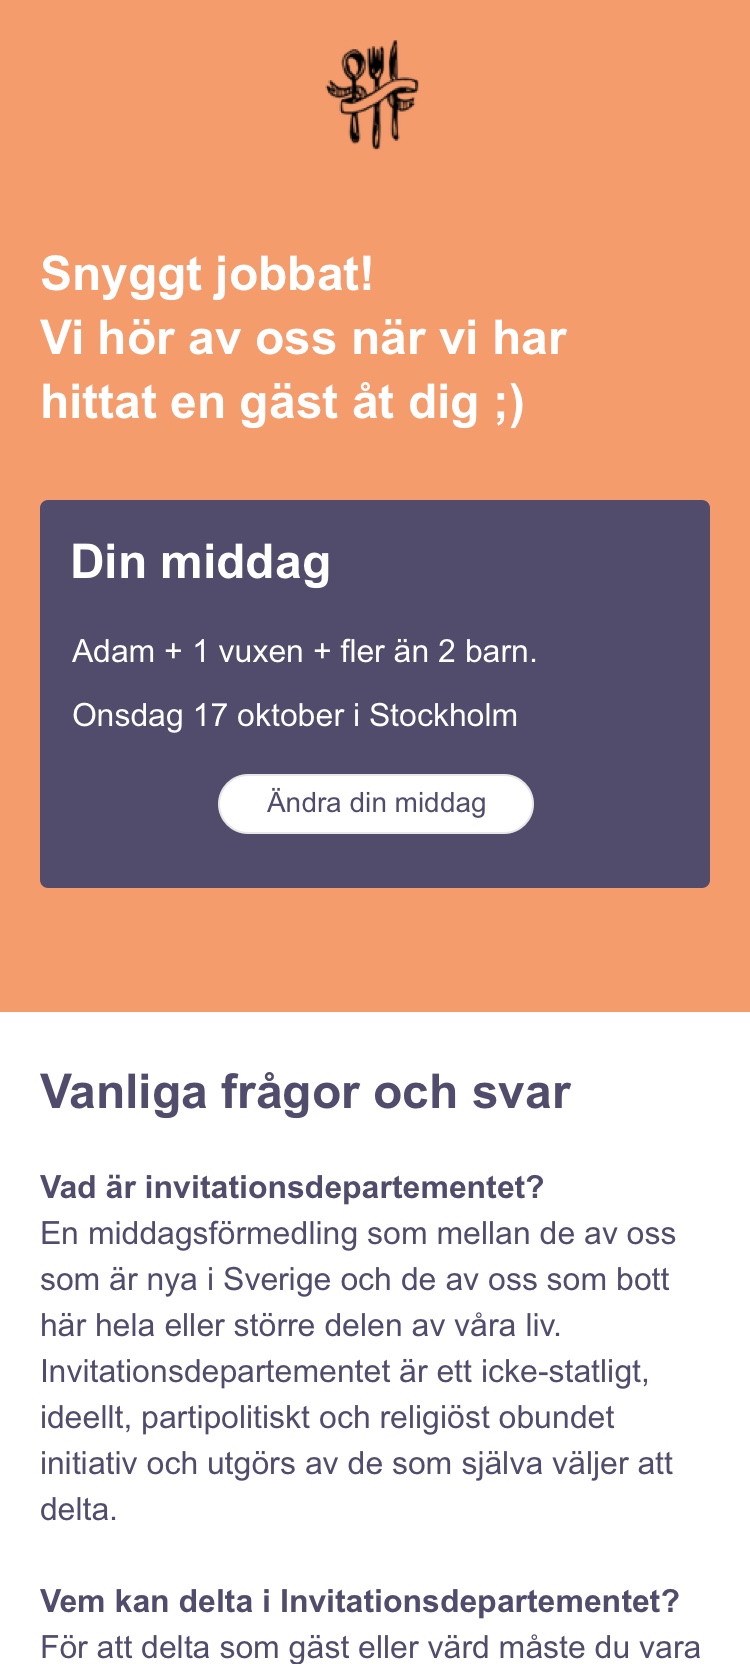 Snyggt jobbat!
Vi hör av oss när vi har
hittat en gäst åt dig ;)
Din middag
Adam + 1 vuxen + fler än 2 barn.
Onsdag 17 oktober i Stockholm
Ändra din middag
Vanliga frågor och svar
Vad är invitationsdepartementet?
En middagsförmedling som mellan de av oss
som är nya i Sverige och de av oss som bott
här hela eller större delen av våra liv.
Invitationsdepartementet är ett icke-statligt,
ideellt, partipolitiskt och religiöst obundet
initiativ och utgörs av de som själva väljer att
delta.
Vem kan delta i Invitationsdepartementet?
För att delta som gäst eller värd måste du vara